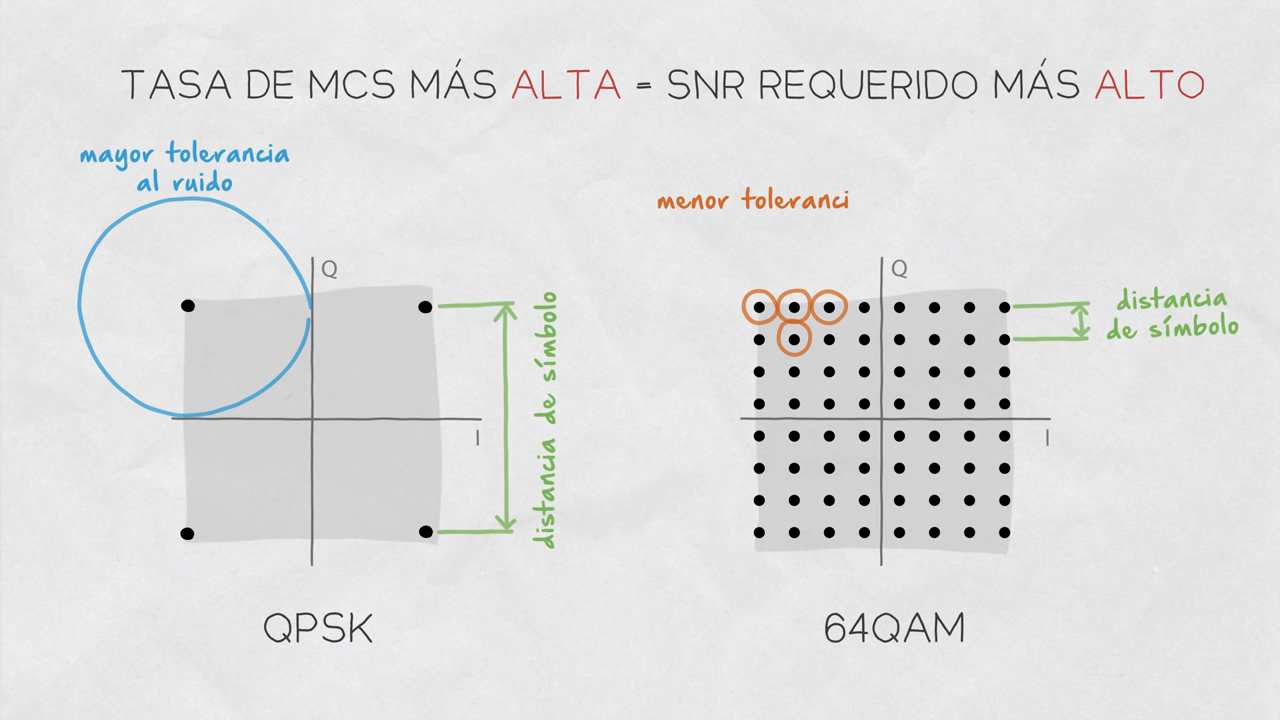 TASA DE MCS MÁS ALTA = SNR REQUERIDO MÁS ALTO
mayor tolerancia
al ruido
menor toleranci
Q
I
distancia de símbolo
QPSK
Q
I
distancia
de símbolo
64QAM